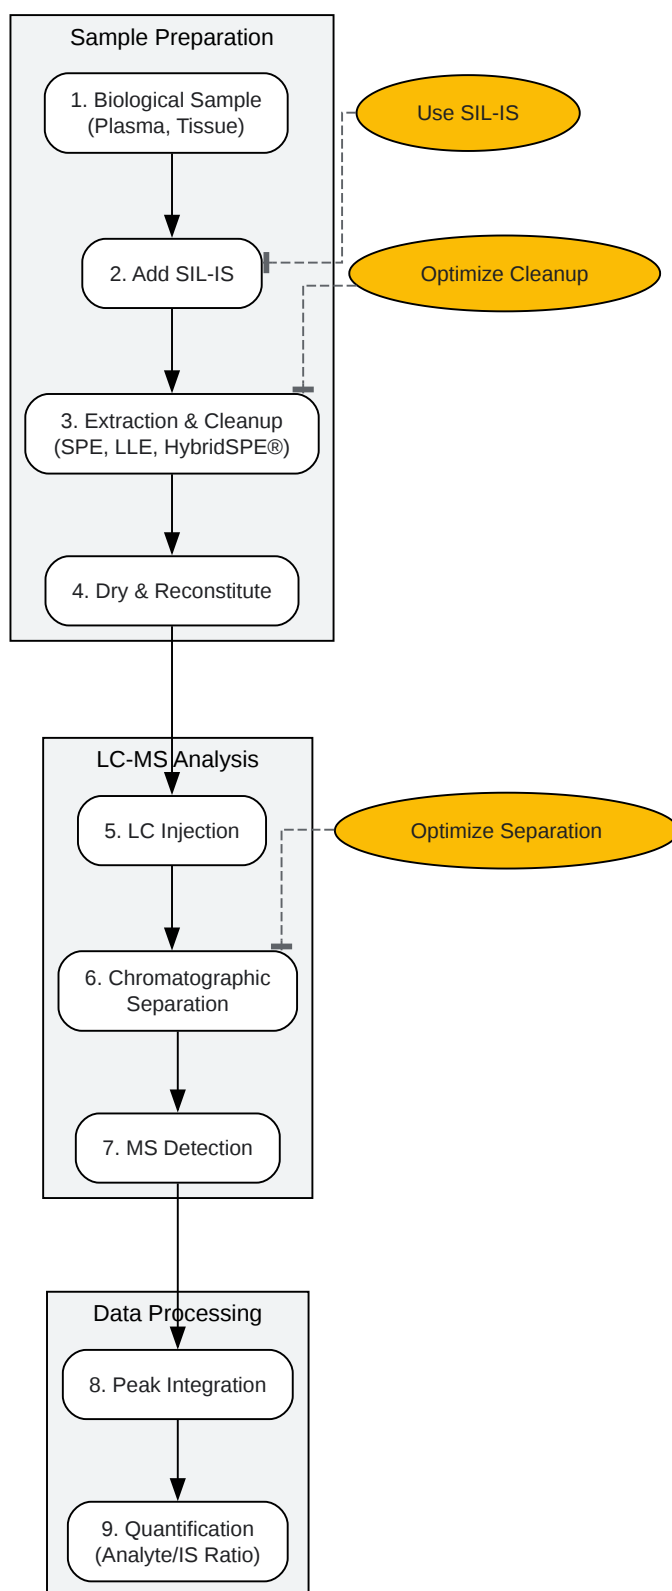 Sample Preparation
1. Biological Sample
(Plasma, Tissue)
Use SIL-IS
2. Add SIL-IS
Optimize Cleanup
3. Extraction & Cleanup
(SPE, LLE, HybridSPE®)
4. Dry & Reconstitute
LC-MS Analysis
5. LC Injection
Optimize Separation
6. Chromatographic
Separation
7. MS Detection
Data Processing
8. Peak Integration
9. Quantification
(Analyte/IS Ratio)